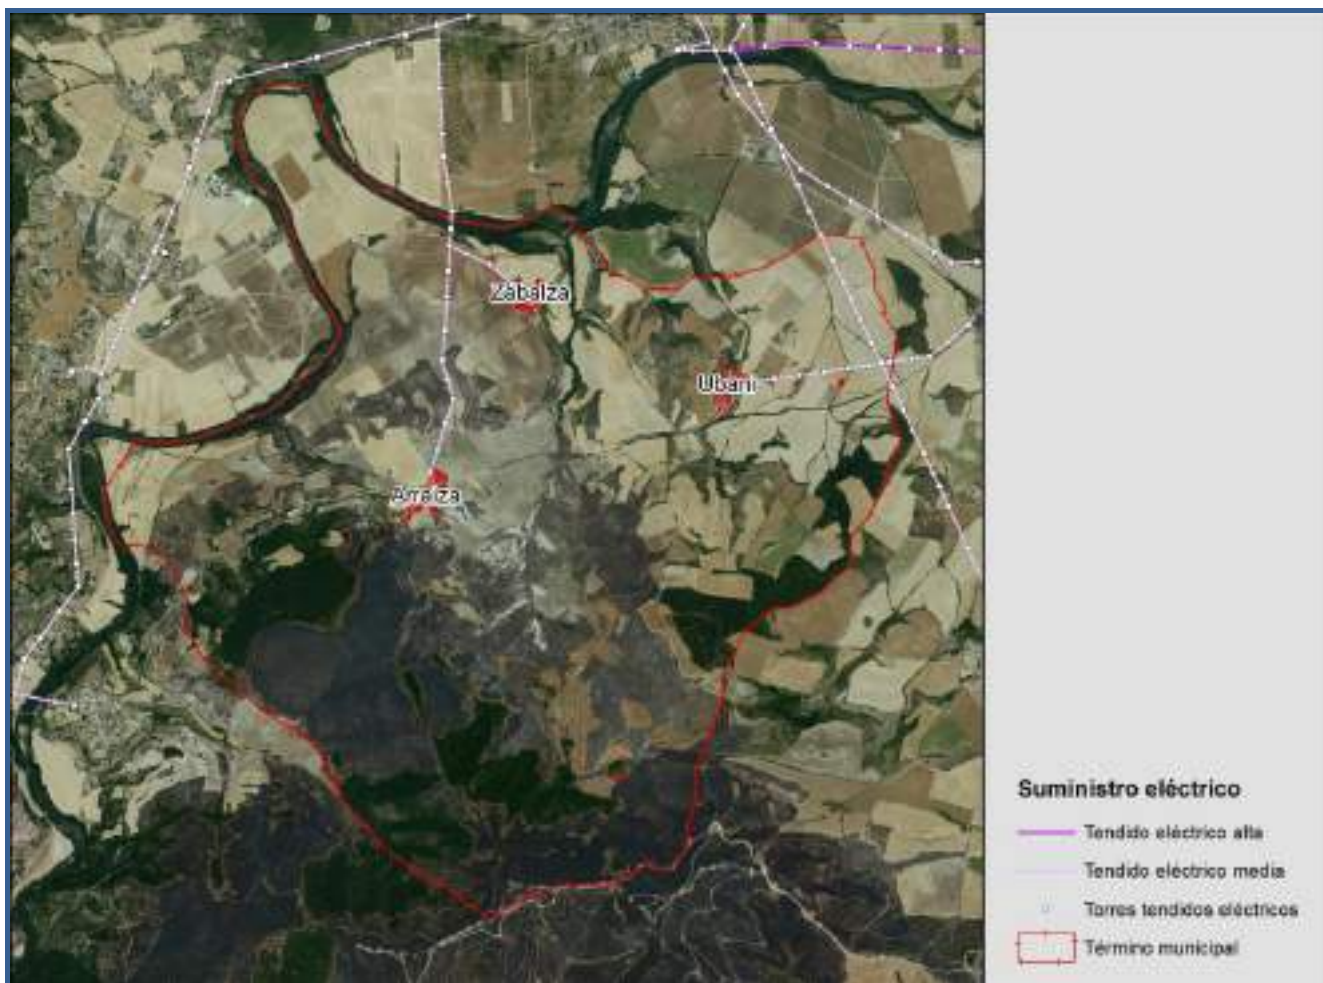 Zabalza
Ubani
Arraiza
Suministro eléctrico
Tendido eléctrico alta
Tendido eléctrico media
Torres tendidos eléctricos
Término municipal